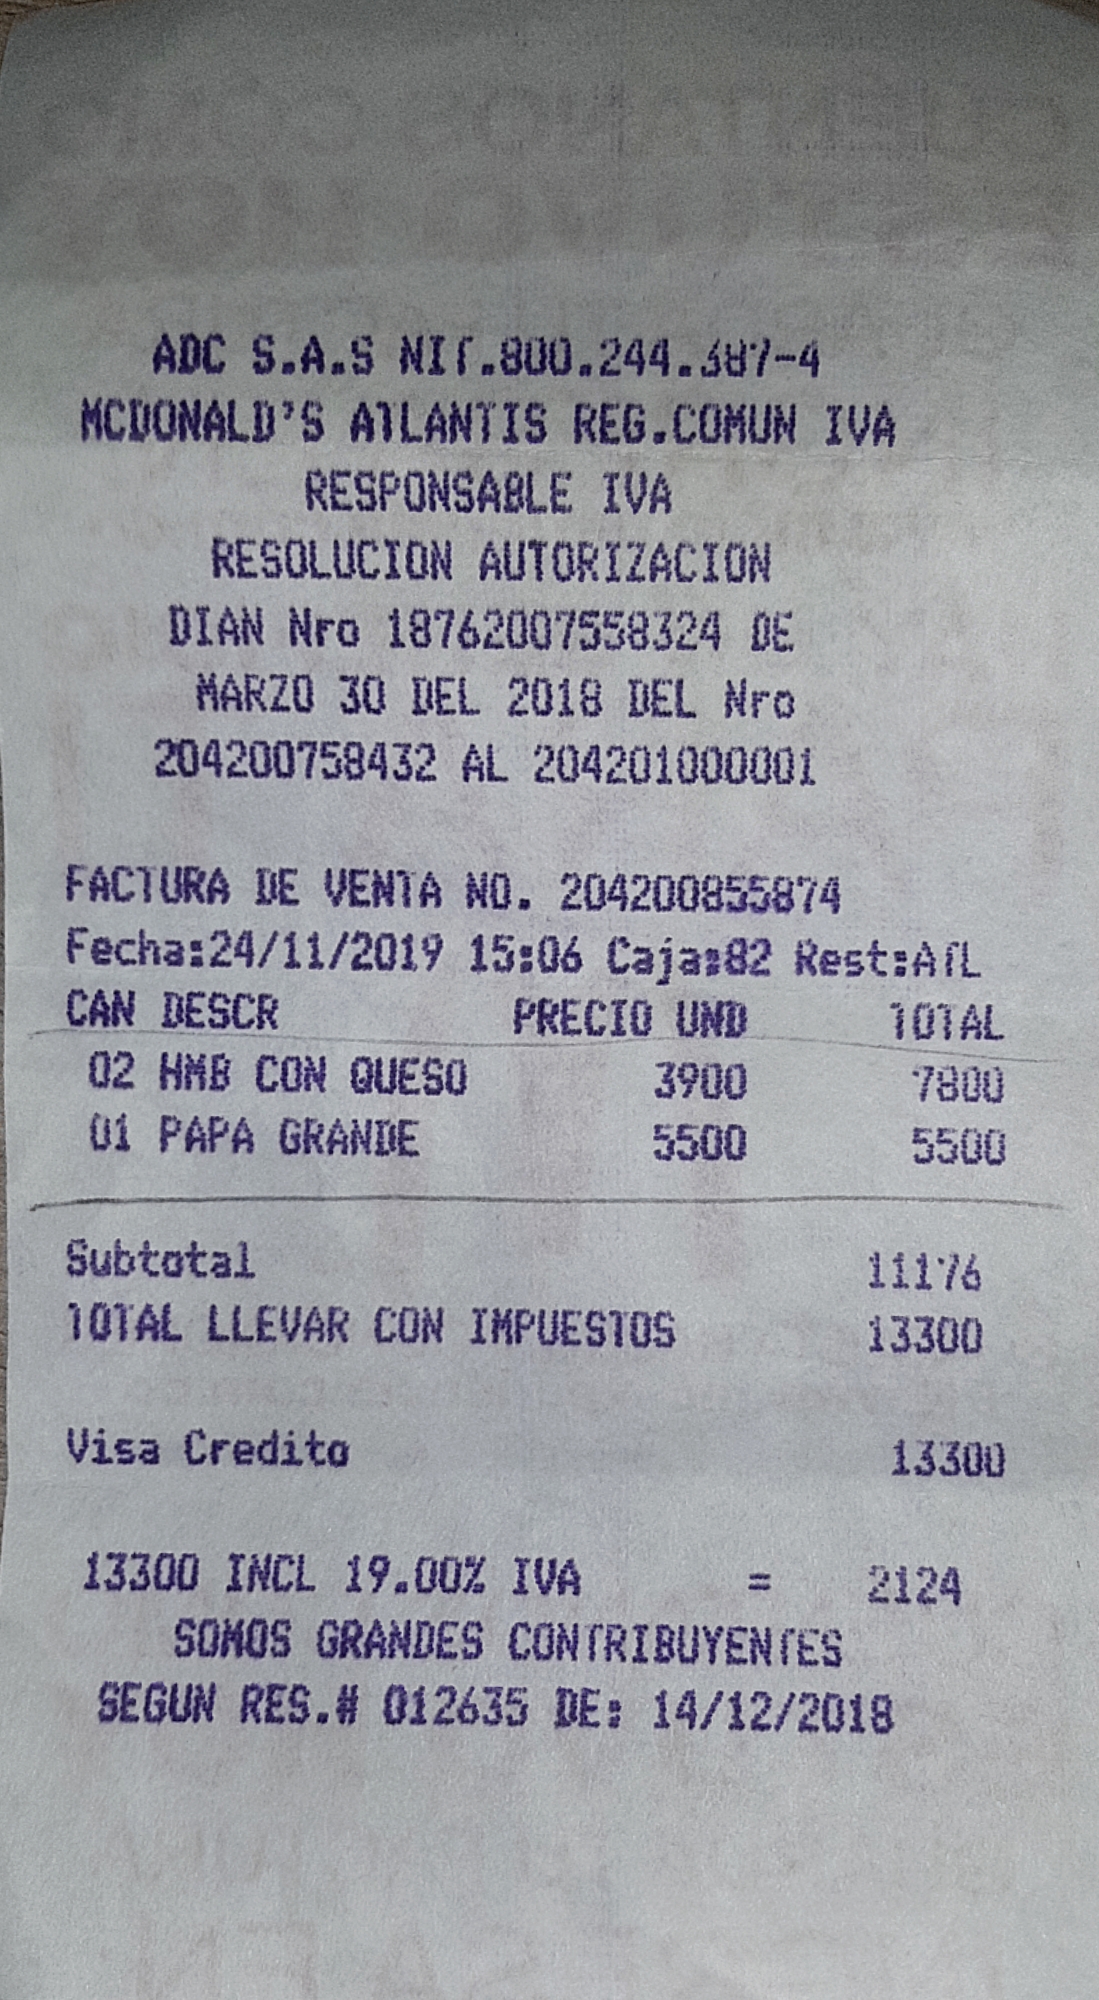 ADC S.A.S NIT.800.244.387-4
MCDONALD'S ATLANTIS REG.COMUN IVA
RESPONSABLE IVA
RESOLUCION AUTORIZACION
DIAN Nro 18762007558324 DE
MARZO 30 DEL 2018 DEL Nro
204200758432 AL 204201000001
FACTURA DE VENTA NO. 204200855874
Fecha:24/11/2019 15:06 Caja:82 Rest:ATL
CAN DESCR PRECIO UND TOTAL
02 HMB CON QUESO 3900 7800
01 PAPA GRANDE 5500 5500
Subtotal 11176
TOTAL LLEVAR CON IMPUESTOS 13300
Visa Credito 13300
13300 INCL 19.00% IVA = 2124
SOMOS GRANDES CONTRIBUYENTES
SEGUN RES.# 012635 DE: 14/12/2018